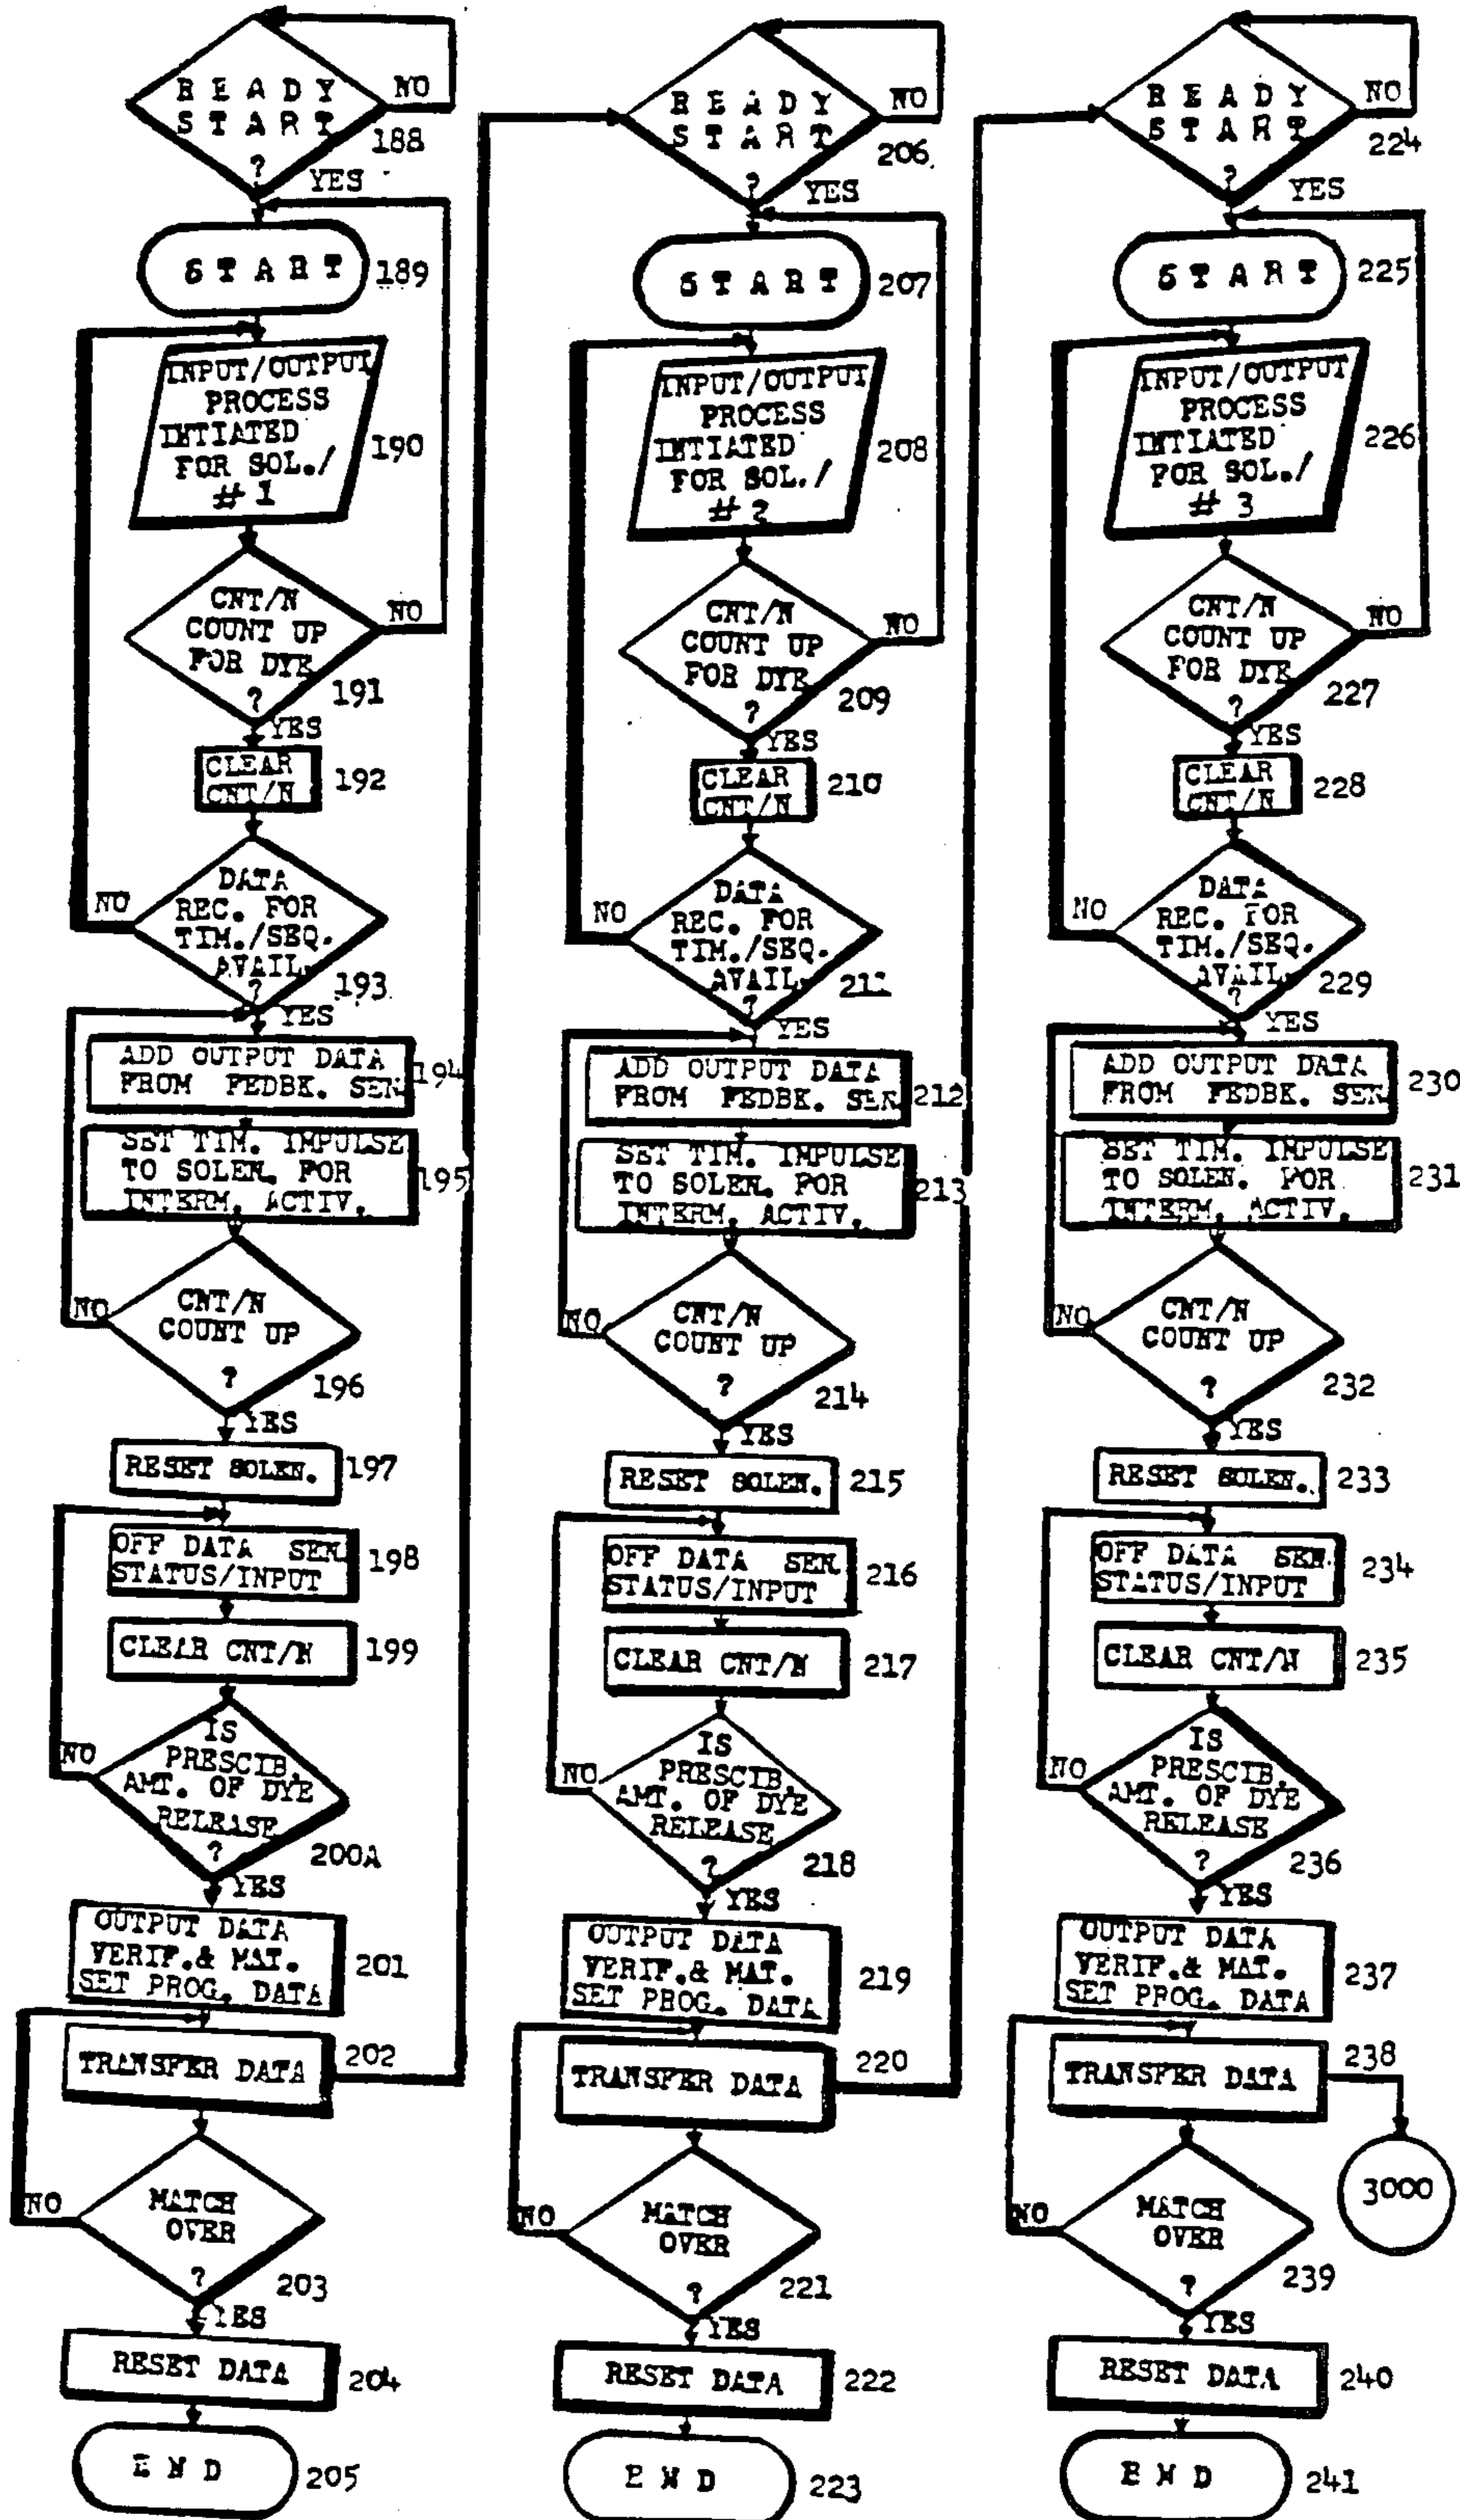 READY
START
?
NO
188
YES
START
189
INPUT/OUTPUT
PROCESS
INTIATED
FOR SOL./
# 1
190
CNT/N
COUNT UP
FOR DYE
?
NO
191
YES
CLEAR
CNT/N
192
DATA
REC. FOR
TIM./SEQ.
AVAIL.
?
NO
193
YES
ADD OUTPUT DATA
FROM FEDBK. SEN.
194
SET TIM. IMPULSE
TO SOLEN. FOR
INTERM. ACTIV.
195
CNT/N
COUNT UP
?
NO
196
YES
RESET SOLEN.
197
OFF DATA SEN.
STATUS/INPUT
198
CLEAR CNT/N
199
IS
PRESCIB.
AMT. OF DYE
RELEASE
?
NO
200A
YES
OUTPUT DATA
VERIF.& MAT.
SET PROG. DATA
201
TRANSFER DATA
202
MATCH
OVER
?
NO
203
YES
RESET DATA
204
END
205
READY
START
?
NO
206
YES
START
207
INPUT/OUTPUT
PROCESS
INTIATED
FOR SOL./
# 2
208
CNT/N
COUNT UP
FOR DYE
?
NO
209
YES
CLEAR
CNT/N
210
DATA
REC. FOR
TIM./SEQ.
AVAIL.
?
NO
211
YES
ADD OUTPUT DATA
FROM FEDBK. SEN.
212
SET TIM. IMPULSE
TO SOLEN. FOR
INTERM. ACTIV.
213
CNT/N
COUNT UP
?
NO
214
YES
RESET SOLEN.
215
OFF DATA SEN.
STATUS/INPUT
216
CLEAR CNT/N
217
IS
PRESCIB.
AMT. OF DYE
RELEASE
?
NO
218
YES
OUTPUT DATA
VERIF.& MAT.
SET PROG. DATA
219
TRANSFER DATA
220
MATCH
OVER
?
NO
221
YES
RESET DATA
222
END
223
READY
START
?
NO
224
YES
START
225
INPUT/OUTPUT
PROCESS
INTIATED
FOR SOL./
# 3
226
CNT/N
COUNT UP
FOR DYE
?
NO
227
YES
CLEAR
CNT/N
228
DATA
REC. FOR
TIM./SEQ.
AVAIL.
?
NO
229
YES
ADD OUTPUT DATA
FROM FEDBK. SEN.
230
SET TIM. IMPULSE
TO SOLEN. FOR
INTERM. ACTIV.
231
CNT/N
COUNT UP
?
NO
232
YES
RESET SOLEN.
233
OFF DATA SEN.
STATUS/INPUT
234
CLEAR CNT/N
235
IS
PRESCIB.
AMT. OF DYE
RELEASE
?
NO
236
YES
OUTPUT DATA
VERIF.& MAT.
SET PROG. DATA
237
TRANSFER DATA
238
3000
MATCH
OVER
?
NO
239
YES
RESET DATA
240
END
241